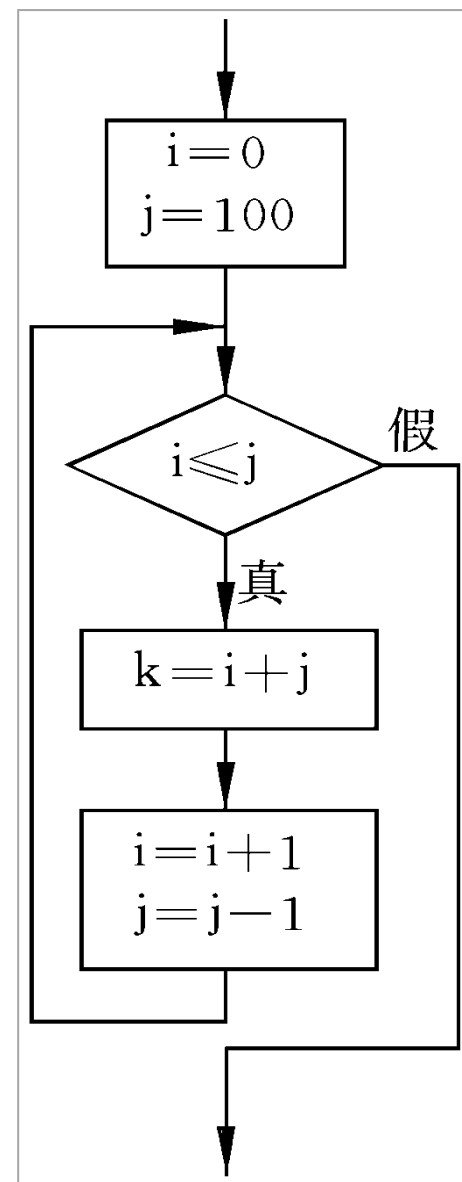 i=0
j=100
i≤j
假
真
k=i+j
i=i+1
j=j−1